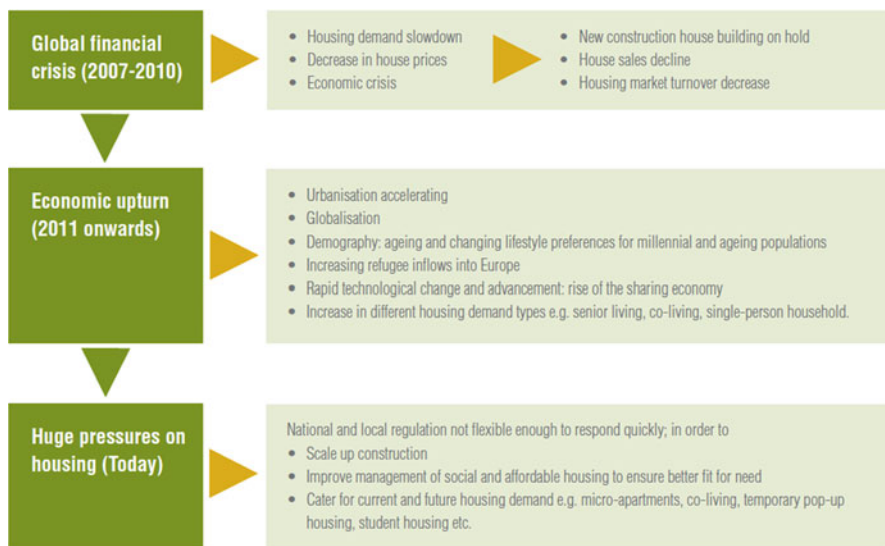 Global financial
crisis (2007-2010)
• Housing demand slowdown
• Decrease in house prices
• Economic crisis
• New construction house building on hold
• House sales decline
• Housing market turnover decrease
Economic upturn
(2011 onwards)
• Urbanisation accelerating
• Globalisation
• Demography: ageing and changing lifestyle preferences for millennial and ageing populations
• Increasing refugee inflows into Europe
• Rapid technological change and advancement: rise of the sharing economy
• Increase in different housing demand types e.g. senior living, co-living, single-person household.
Huge pressures on
housing (Today)
National and local regulation not flexible enough to respond quickly; in order to
• Scale up construction
• Improve management of social and affordable housing to ensure better fit for need
• Cater for current and future housing demand e.g. micro-apartments, co-living, temporary pop-up
housing, student housing etc.